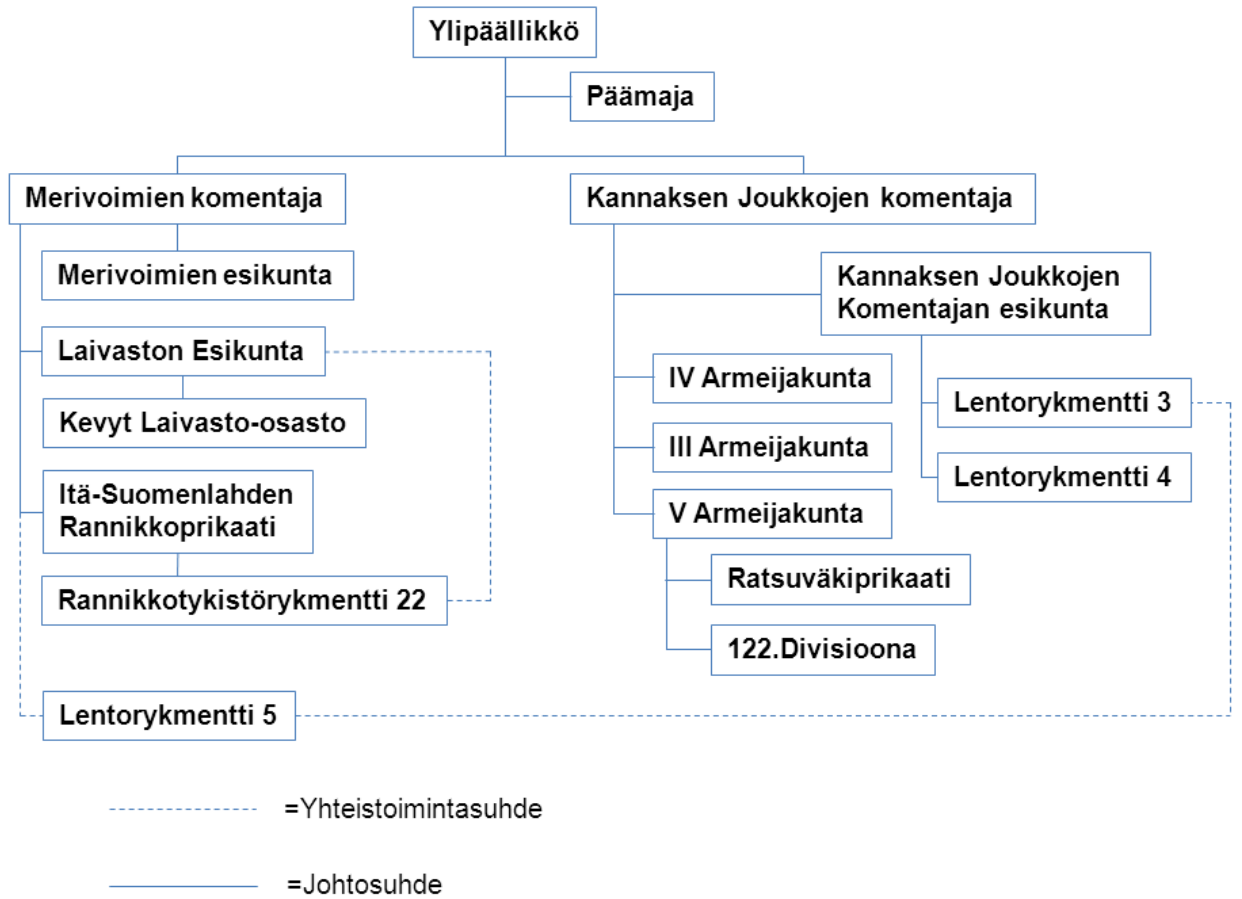 Ylipäällikkö
Päämaja
Merivoimien komentaja
Merivoimien esikunta
Laivaston Esikunta
Kevyt Laivasto-osasto
Itä-Suomenlahden
Rannikkoprikaati
Rannikkotykistörykmentti 22
Lentorykmentti 5
Kannaksen Joukkojen komentaja
Kannaksen Joukkojen
Komentajan esikunta
Lentorykmentti 3
Lentorykmentti 4
IV Armeijakunta
III Armeijakunta
V Armeijakunta
Ratsuväkiprikaati
122.Divisioona
=Yhteistoimintasuhde
=Johtosuhde